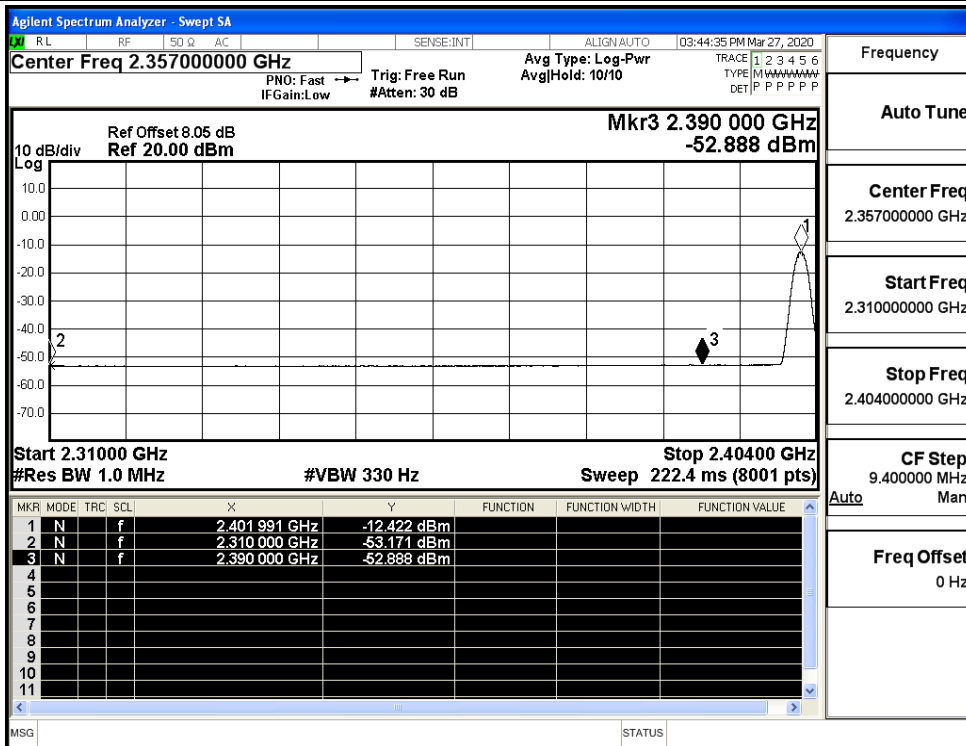 Agilent Spectrum Analyzer - Swept SA
LXI RL RF 50 Ω AC SENSE:INT ALIGN AUTO 03:44:35 PM Mar 27, 2020
Center Freq 2.357000000 GHz
PNO: Fast
IFGain:Low
Trig: Free Run
#Atten: 30 dB
Avg Type: Log-Pwr
Avg|Hold: 10/10
TRACE 1 2 3 4 5 6
TYPE M WWWWW
DET P P P P P P
Ref Offset 8.05 dB
Ref 20.00 dBm
10 dB/div
Log
Mkr3 2.390 000 GHz
-52.888 dBm
10.0
0.00
-10.0
-20.0
-30.0
-40.0
-50.0
-60.0
-70.0
1
2
3
Start 2.31000 GHz
Stop 2.40400 GHz
#Res BW 1.0 MHz
#VBW 330 Hz
Sweep 222.4 ms (8001 pts)
MKR MODE TRC SCL X Y FUNCTION FUNCTION WIDTH FUNCTION VALUE
1 N f 2.401 991 GHz -12.422 dBm
2 N f 2.310 000 GHz -53.171 dBm
3 N f 2.390 000 GHz -52.888 dBm
4
5
6
7
8
9
10
11
MSG
STATUS
Frequency
Auto Tune
Center Freq
2.357000000 GHz
Start Freq
2.310000000 GHz
Stop Freq
2.404000000 GHz
CF Step
9.400000 MHz
Auto Man
Freq Offset
0 Hz